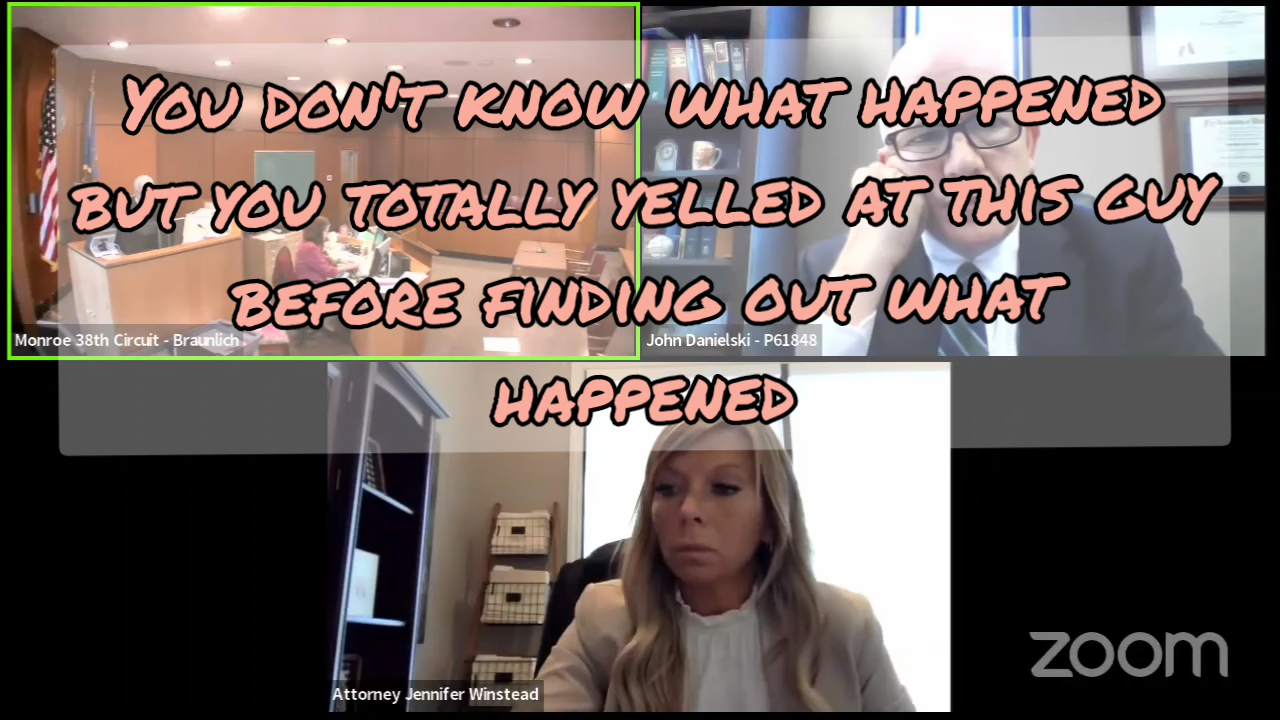 You don't know what happened
but you totally yelled at this guy
before finding out what
happened
Monroe 38th Circuit - Braunlich
John Danielski - P61848
Attorney Jennifer Winstead
zoom